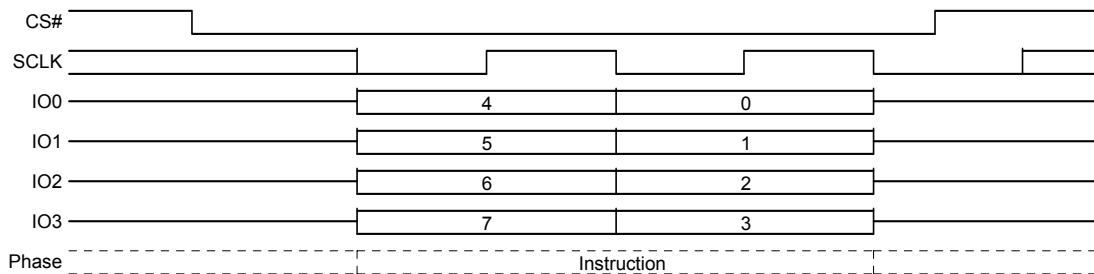 CS#
SCLK
IO0 4 0
IO1 5 1
IO2 6 2
IO3 7 3
Phase Instruction